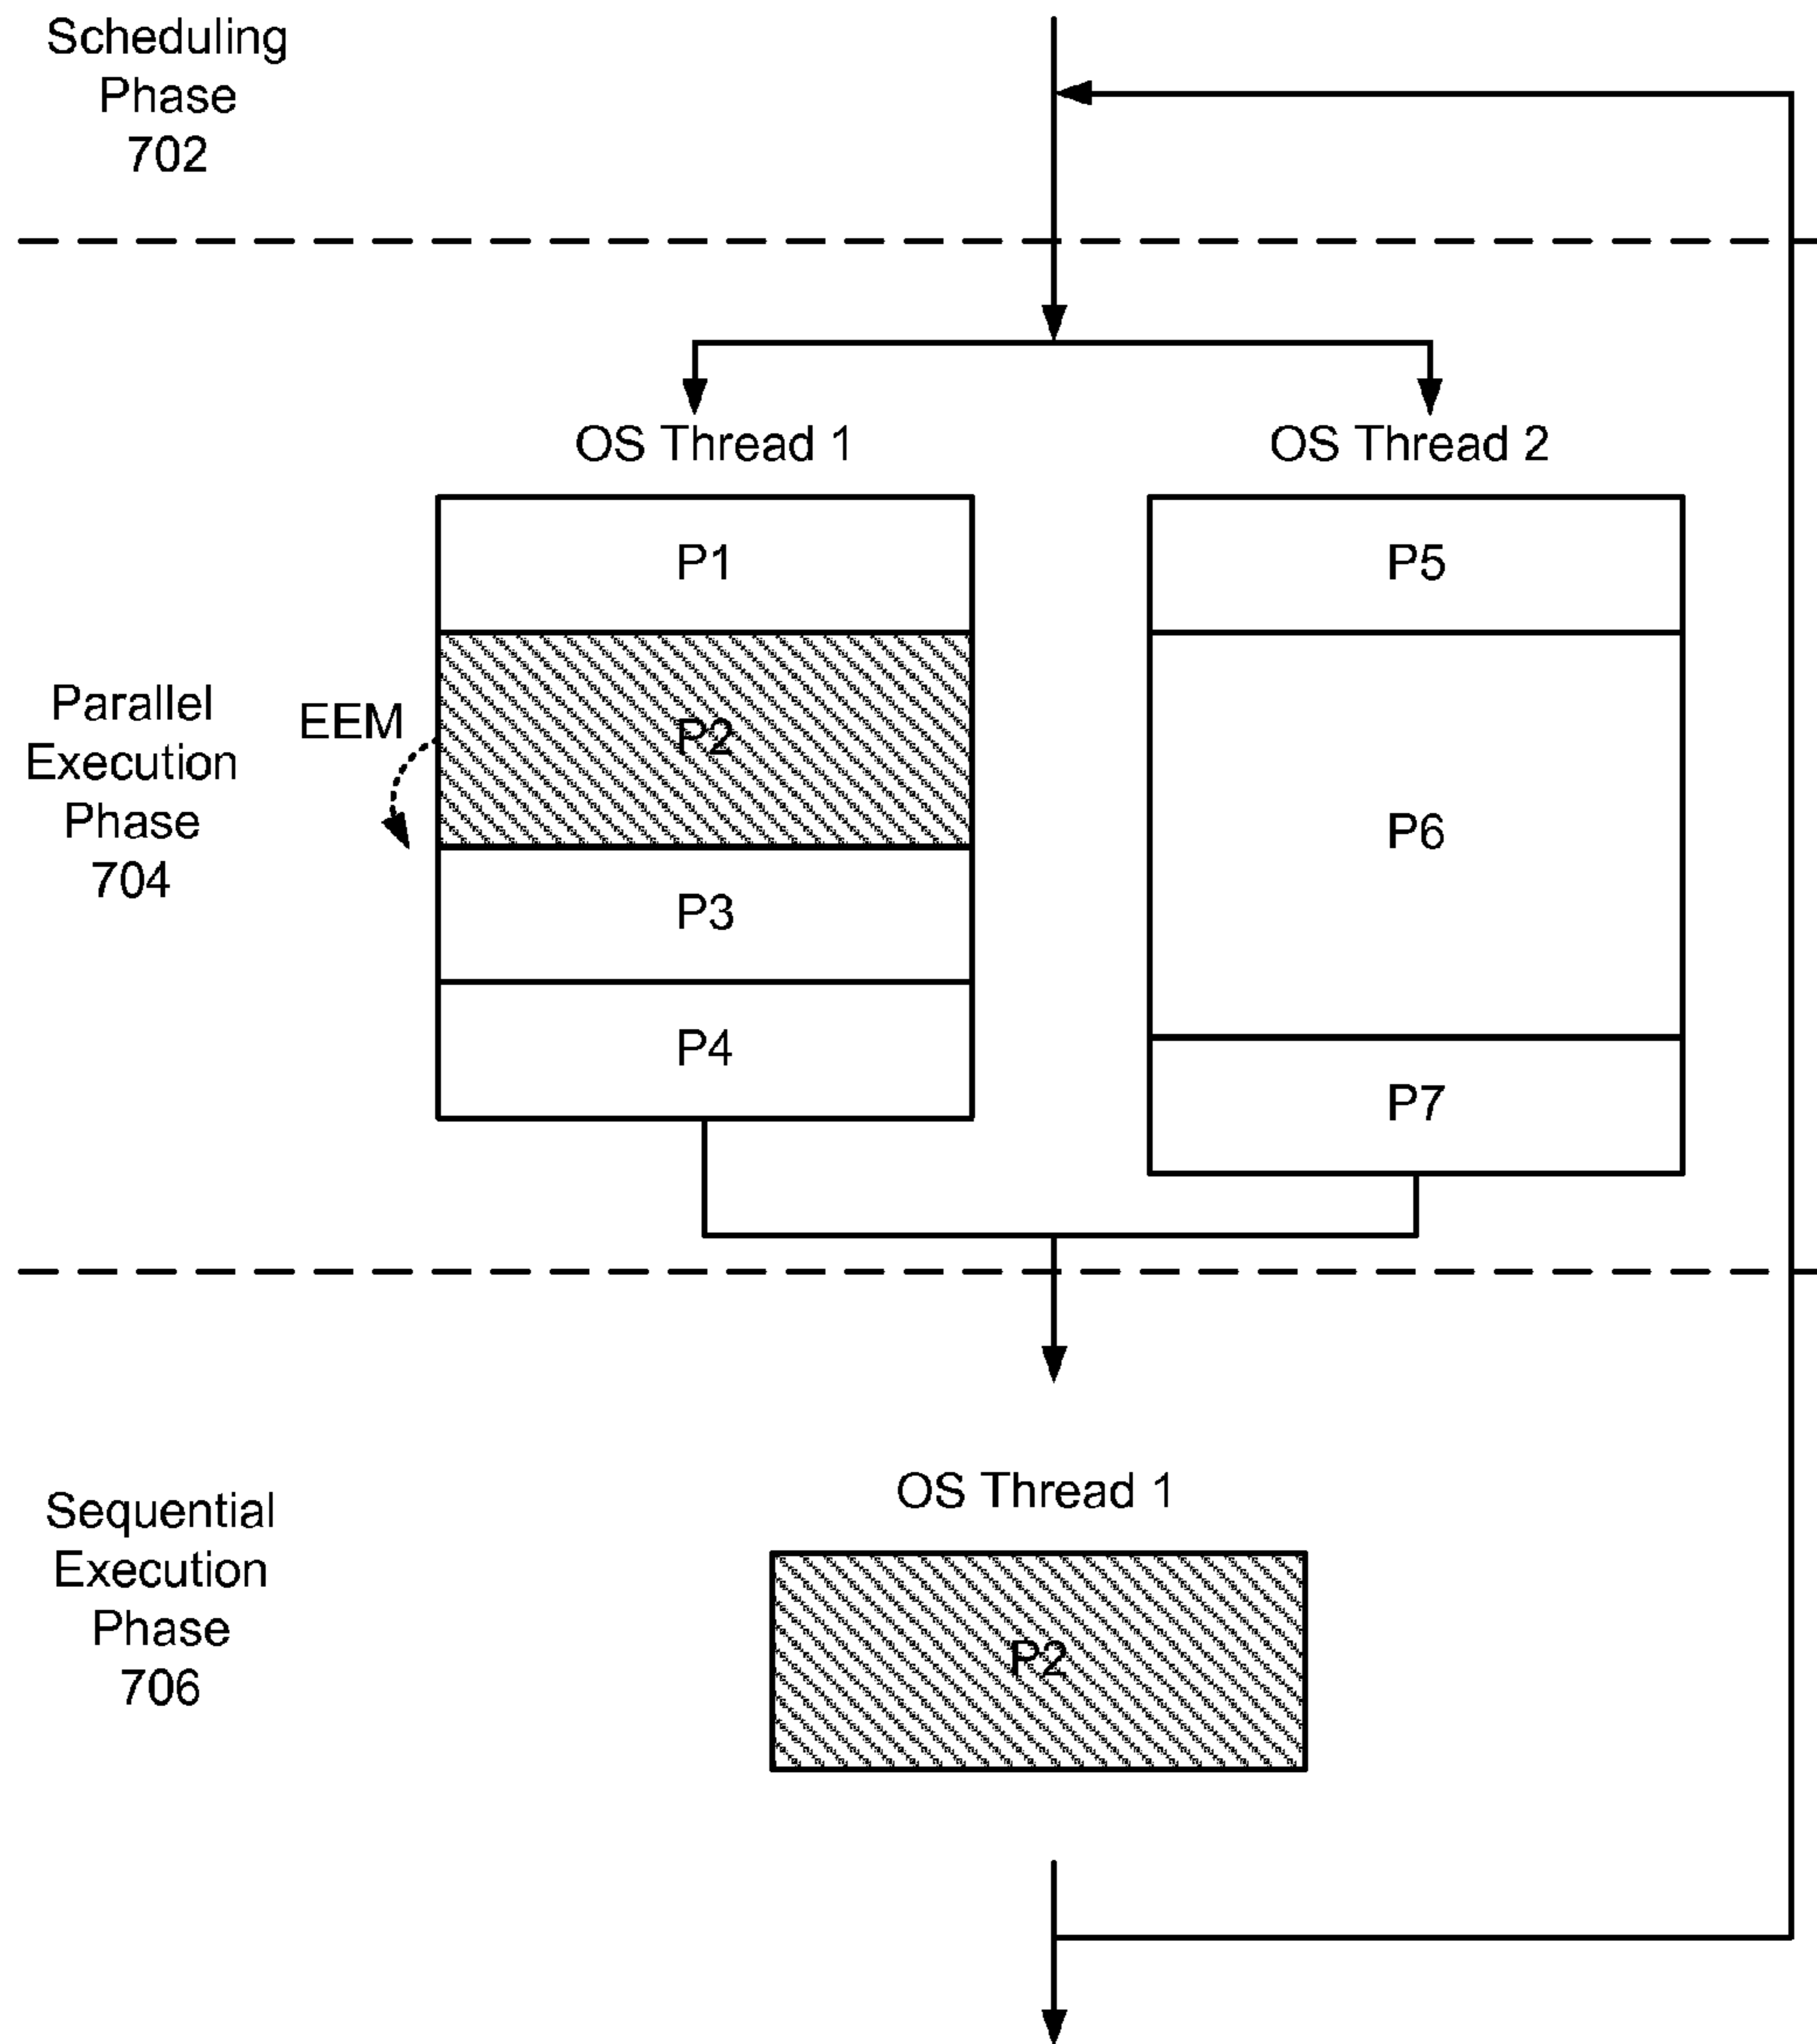 Scheduling
Phase
702
OS Thread 1
OS Thread 2
P1
P5
Parallel
Execution
Phase
704
EEM
P2
P6
P3
P4
P7
Sequential
Execution
Phase
706
OS Thread 1
P2